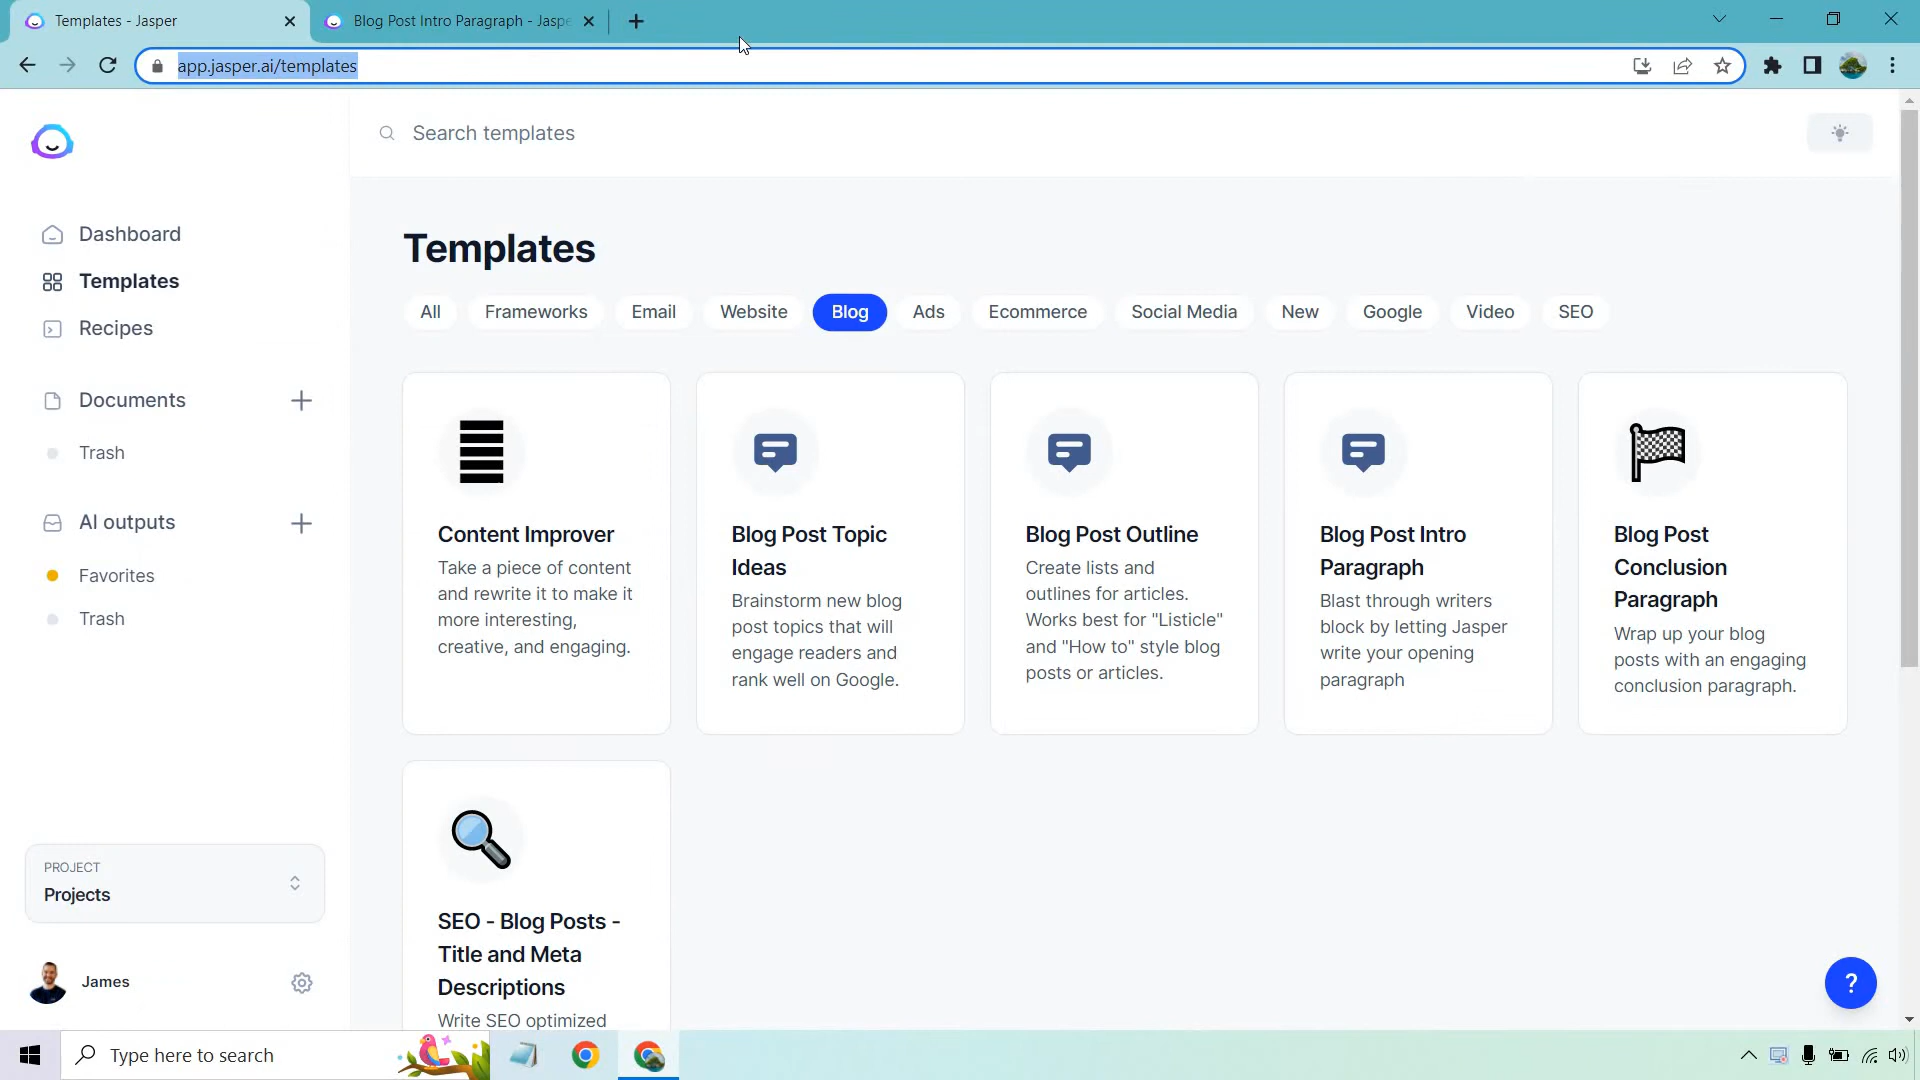 Templates - Jasper
Blog Post Intro Paragraph - Jaspe
app.jasper.ai/templates
Search templates
Dashboard
Templates
Recipes
Documents
Trash
AI outputs
Favorites
Trash
PROJECT
Projects
James
Templates
All
Frameworks
Email
Website
Blog
Ads
Ecommerce
Social Media
New
Google
Video
SEO
Content Improver
Take a piece of content
and rewrite it to make it
more interesting,
creative, and engaging.
Blog Post Topic
Ideas
Brainstorm new blog
post topics that will
engage readers and
rank well on Google.
Blog Post Outline
Create lists and
outlines for articles.
Works best for "Listicle"
and "How to" style blog
posts or articles.
Blog Post Intro
Paragraph
Blast through writers
block by letting Jasper
write your opening
paragraph
Blog Post
Conclusion
Paragraph
Wrap up your blog
posts with an engaging
conclusion paragraph.
SEO - Blog Posts -
Title and Meta
Descriptions
Write SEO optimized
?
Type here to search